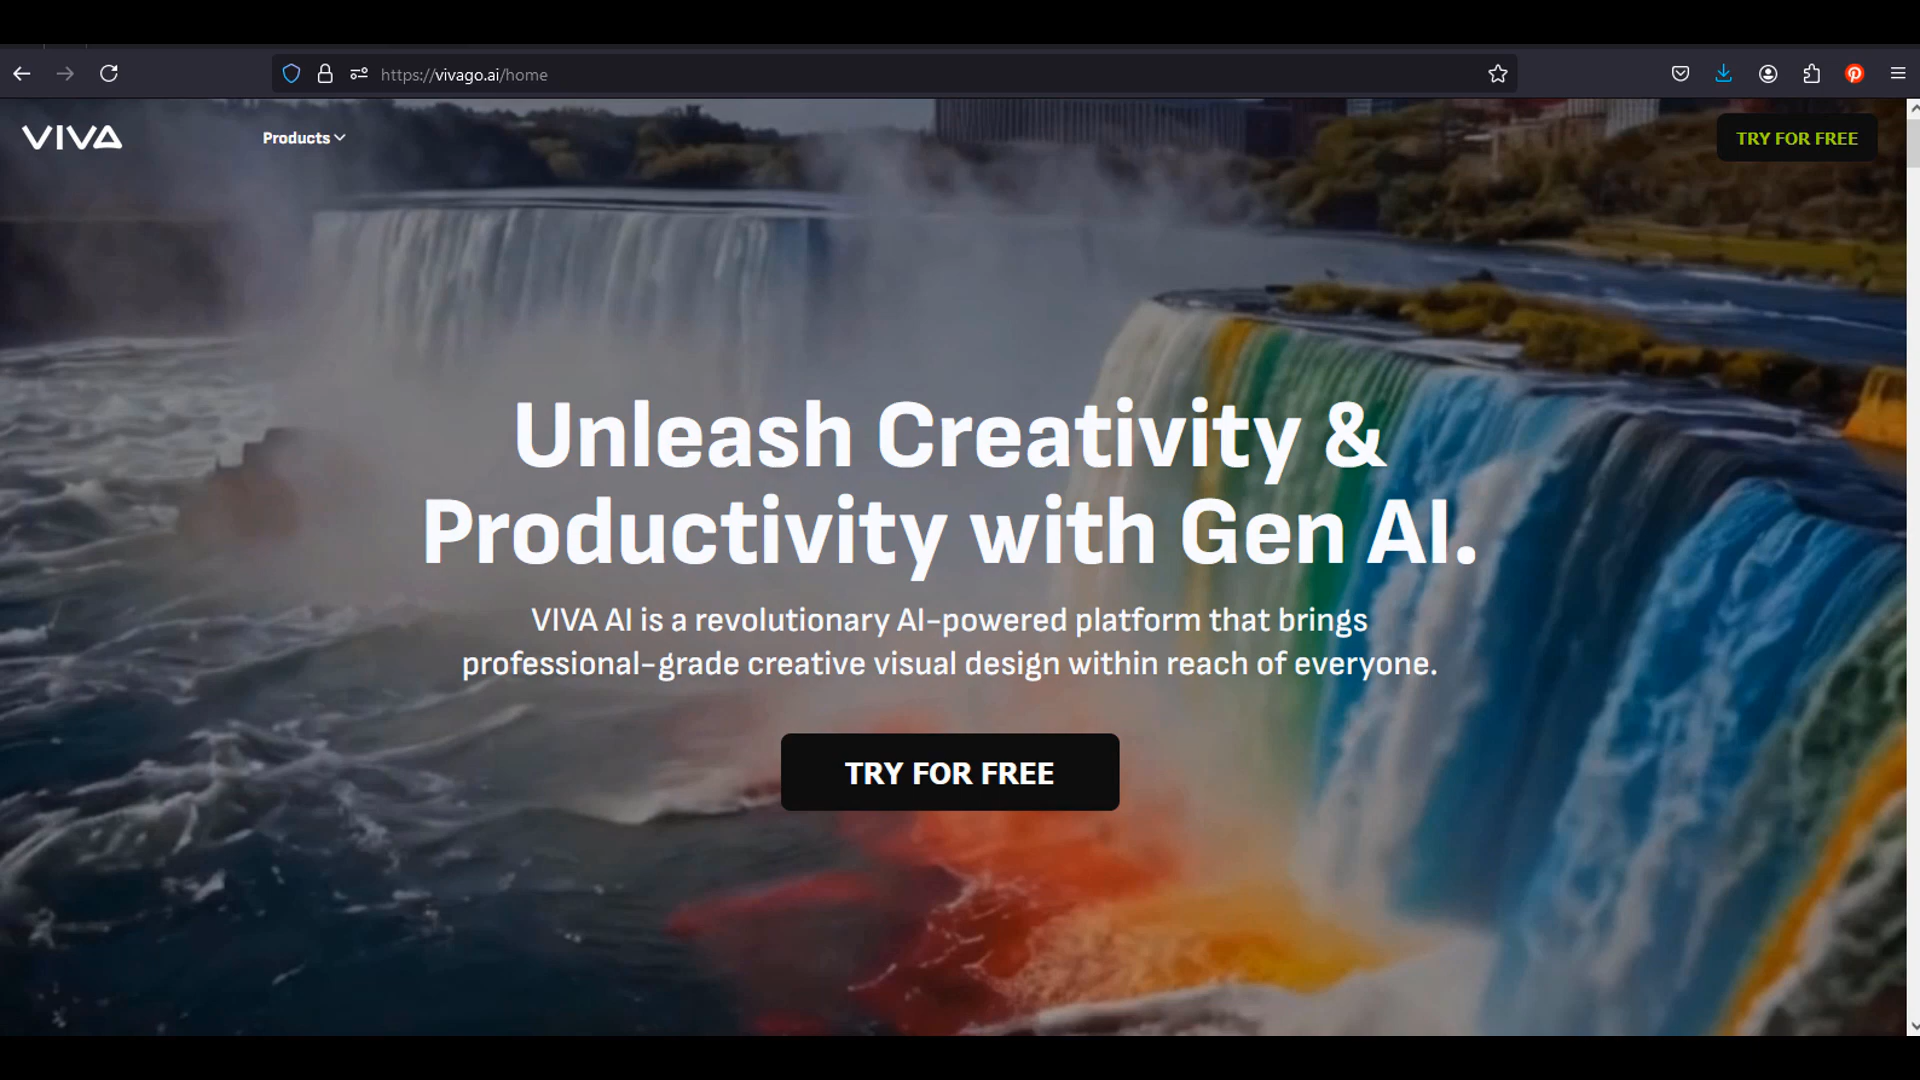 https://vivago.ai/home
VIVA
Products
TRY FOR FREE
Unleash Creativity &
Productivity with Gen AI.
VIVA AI is a revolutionary AI-powered platform that brings
professional-grade creative visual design within reach of everyone.
TRY FOR FREE